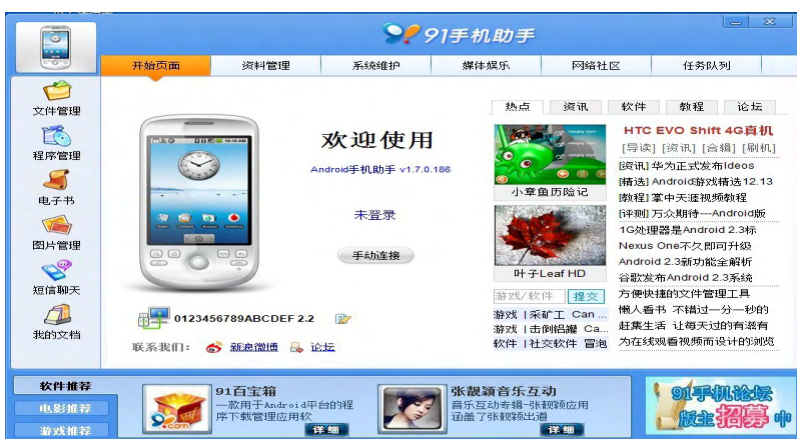 91手机助手
开始页面 资料管理 系统维护 媒体娱乐 网络社区 任务队列
文件管理
程序管理
电子书
图片管理
短信聊天
我的文档
欢迎使用
Android手机助手 v1.7.0.186
未登录
手动连接
0123456789ABCDEF 2.2
联系我们: 新浪微博 论坛
热点 资讯 软件 教程 论坛
小章鱼历险记
叶子Leaf HD
游戏/软件 提交
游戏 | 采矿工 Can ...
游戏 | 击倒铝罐 Ca...
软件 | 社交软件 冒泡
HTC EVO Shift 4G真机
[导读] [资讯] [合辑] [刷机]
[资讯] 华为正式发布Ideos
[精选] Android游戏精选12.13
[教程] 掌中天涯视频教程
[评测] 万众期待---Android版
1G处理器是Android 2.3标
Nexus One不久即可升级
Android 2.3新功能全解析
谷歌发布Android 2.3系统
方便快捷的文件管理工具
懒人看书 不错过一分一秒的
赶集生活 让每天过的有滋有
为在线观看视频而设计的浏览
软件推荐
电影推荐
游戏推荐
91百宝箱
一款用于Android平台的程
序下载管理应用软
详细
张靓颖音乐互动
音乐互动专辑-张靓颖应用
涵盖了张靓颖出道
详细
91手机论坛
版主招募中